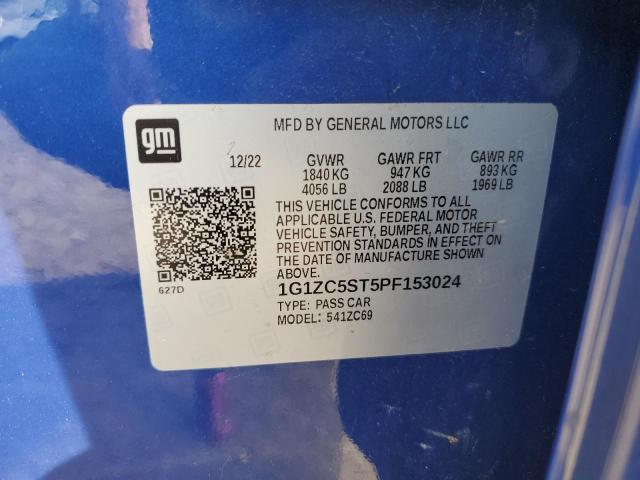 gm
MFD BY GENERAL MOTORS LLC
12/22 GVWR GAWR FRT GAWR RR
1840 KG 947 KG 893 KG
4056 LB 2088 LB 1969 LB
THIS VEHICLE CONFORMS TO ALL
APPLICABLE U.S. FEDERAL MOTOR
VEHICLE SAFETY, BUMPER, AND THEFT
PREVENTION STANDARDS IN EFFECT ON
THE DATE OF MANUFACTURE SHOWN
ABOVE.
627D
1G1ZC5ST5PF153024
TYPE: PASS CAR
MODEL: 541ZC69